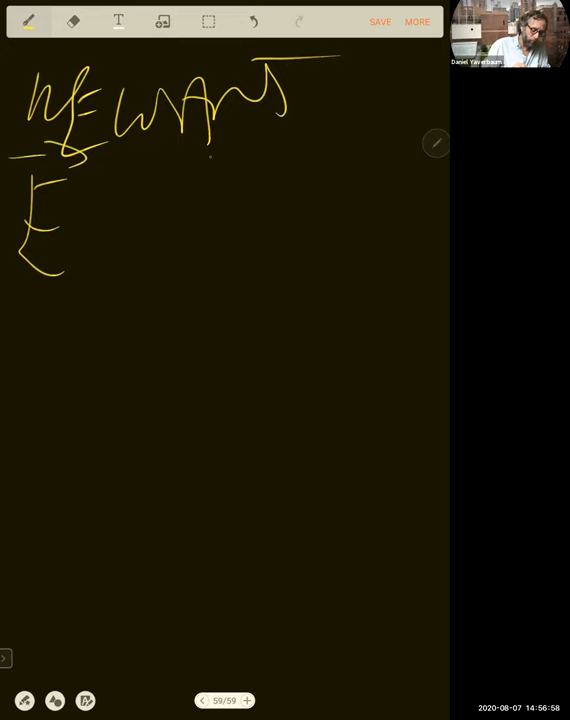 T
SAVE MORE
Daniel Yaverbaum
WE WANT
E
59/59
2020-08-07 14:56:58